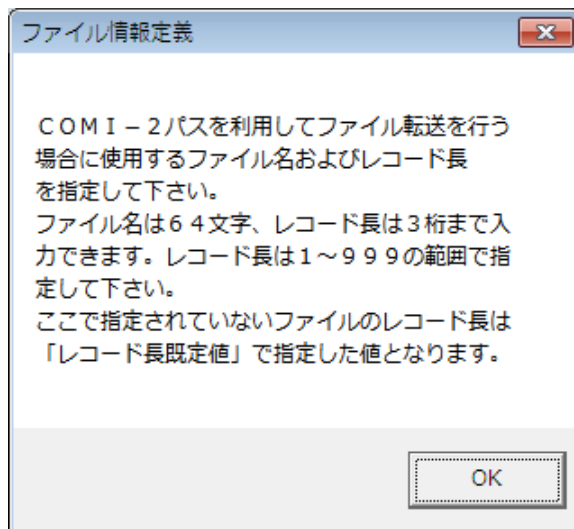 ファイル情報定義
ＣＯＭＩ－２パスを利用してファイル転送を行う
場合に使用するファイル名およびレコード長
を指定して下さい。
ファイル名は６４文字、レコード長は３桁まで入
力できます。レコード長は１～９９９の範囲で指
定して下さい。
ここで指定されていないファイルのレコード長は
「レコード長既定値」で指定した値となります。
OK